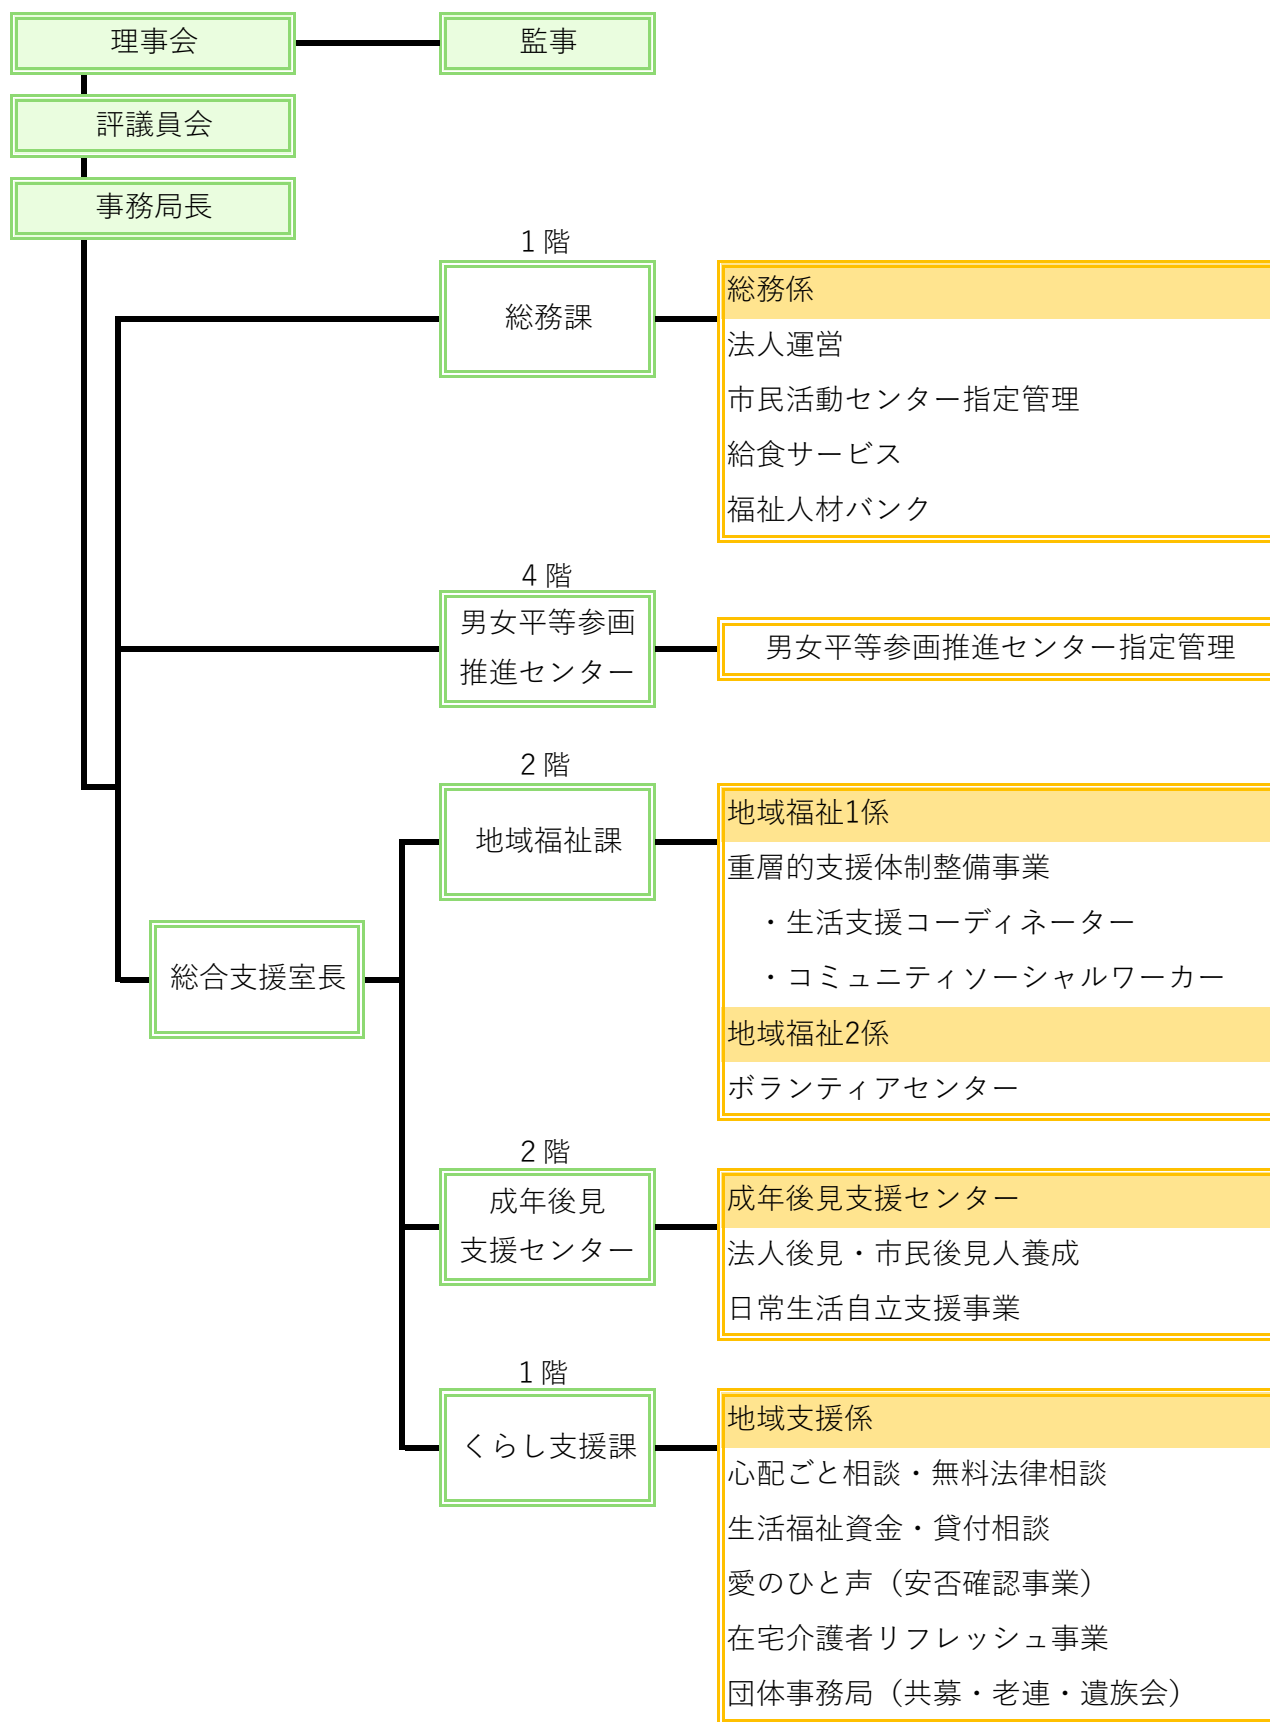 理事会
監事
評議員会
事務局長
1階
総務課
総務係
法人運営
市民活動センター指定管理
給食サービス
福祉人材バンク
4階
男女平等参画
推進センター
男女平等参画推進センター指定管理
2階
地域福祉課
地域福祉1係
重層的支援体制整備事業
・生活支援コーディネーター
・コミュニティソーシャルワーカー
地域福祉2係
ボランティアセンター
総合支援室長
2階
成年後見
支援センター
成年後見支援センター
法人後見・市民後見人養成
日常生活自立支援事業
1階
くらし支援課
地域支援係
心配ごと相談・無料法律相談
生活福祉資金・貸付相談
愛のひと声（安否確認事業）
在宅介護者リフレッシュ事業
団体事務局（共募・老連・遺族会）